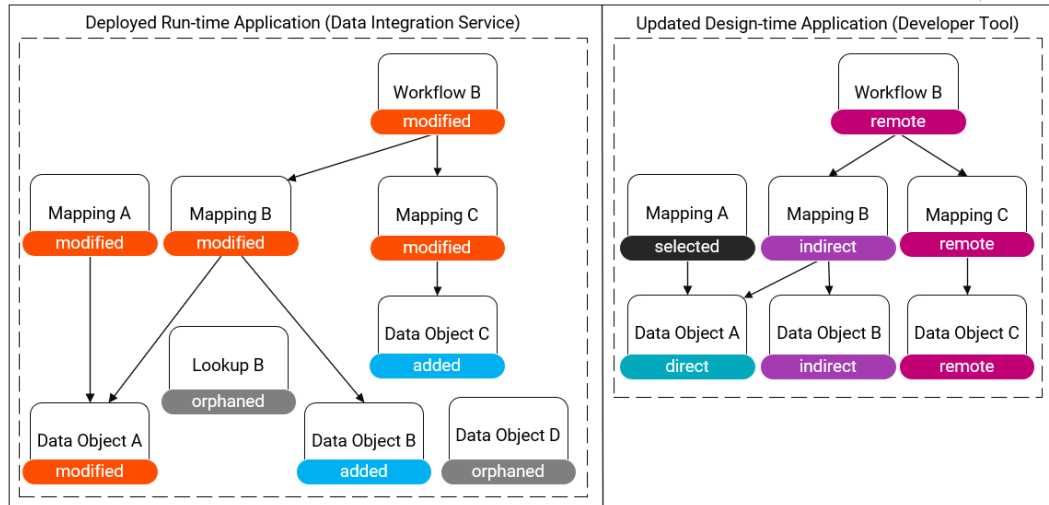 Deployed Run-time Application (Data Integration Service)
Workflow B
modified
Mapping A
modified
Mapping B
modified
Mapping C
modified
Data Object C
added
Lookup B
orphaned
Data Object A
modified
Data Object B
added
Data Object D
orphaned
Updated Design-time Application (Developer Tool)
Workflow B
remote
Mapping A
selected
Mapping B
indirect
Mapping C
remote
Data Object A
direct
Data Object B
indirect
Data Object C
remote